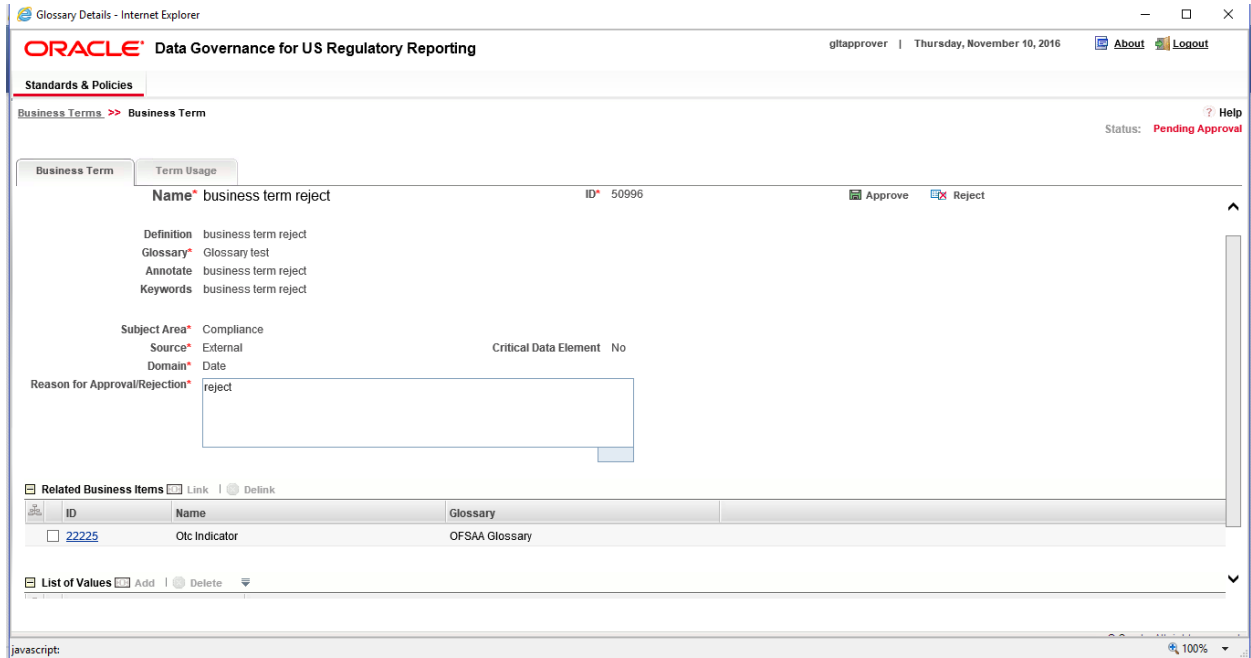 Glossary Details - Internet Explorer
ORACLE® Data Governance for US Regulatory Reporting
gltapprover | Thursday, November 10, 2016 About Logout
Standards & Policies
Business Terms >> Business Term
? Help
Status: Pending Approval
Business Term Term Usage
Name* business term reject ID* 50996 Approve Reject
Definition business term reject
Glossary* Glossary test
Annotate business term reject
Keywords business term reject
Subject Area* Compliance
Source* External Critical Data Element No
Domain* Date
Reason for Approval/Rejection* reject
Related Business Items Link | Delink
ID Name Glossary
22225 Otc Indicator OFSAA Glossary
List of Values Add | Delete
javascript:
100%